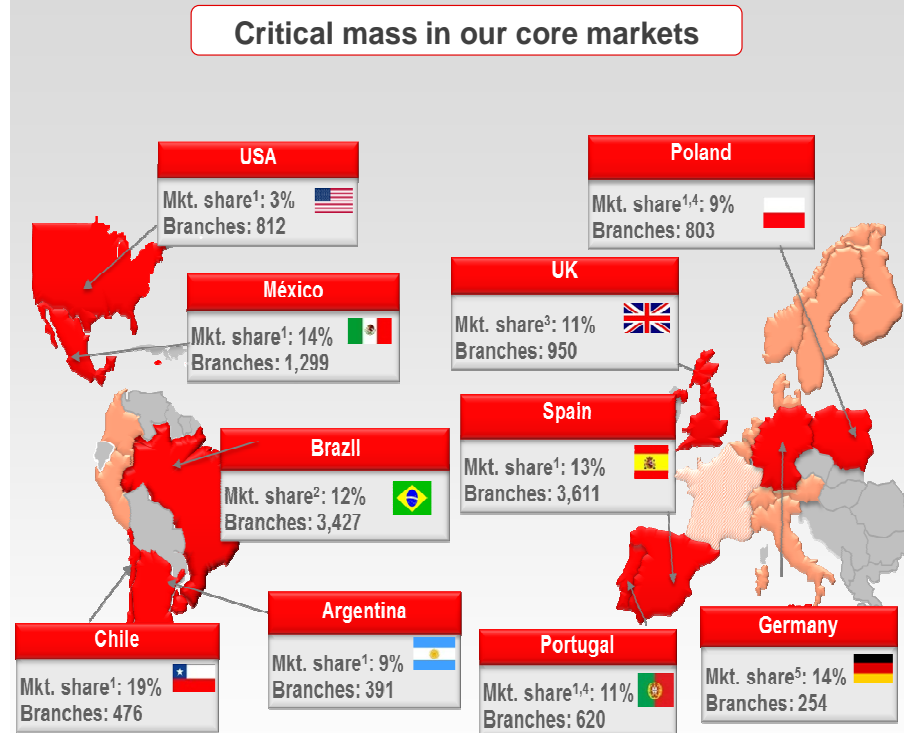 Critical mass in our core markets
USA
Mkt. share¹: 3%
Branches: 812
Poland
Mkt. share¹,⁴: 9%
Branches: 803
México
Mkt. share¹: 14%
Branches: 1,299
UK
Mkt. share³: 11%
Branches: 950
Brazil
Mkt. share²: 12%
Branches: 3,427
Spain
Mkt. share¹: 13%
Branches: 3,611
Chile
Mkt. share¹: 19%
Branches: 476
Argentina
Mkt. share¹: 9%
Branches: 391
Portugal
Mkt. share¹,⁴: 11%
Branches: 620
Germany
Mkt. share⁵: 14%
Branches: 254